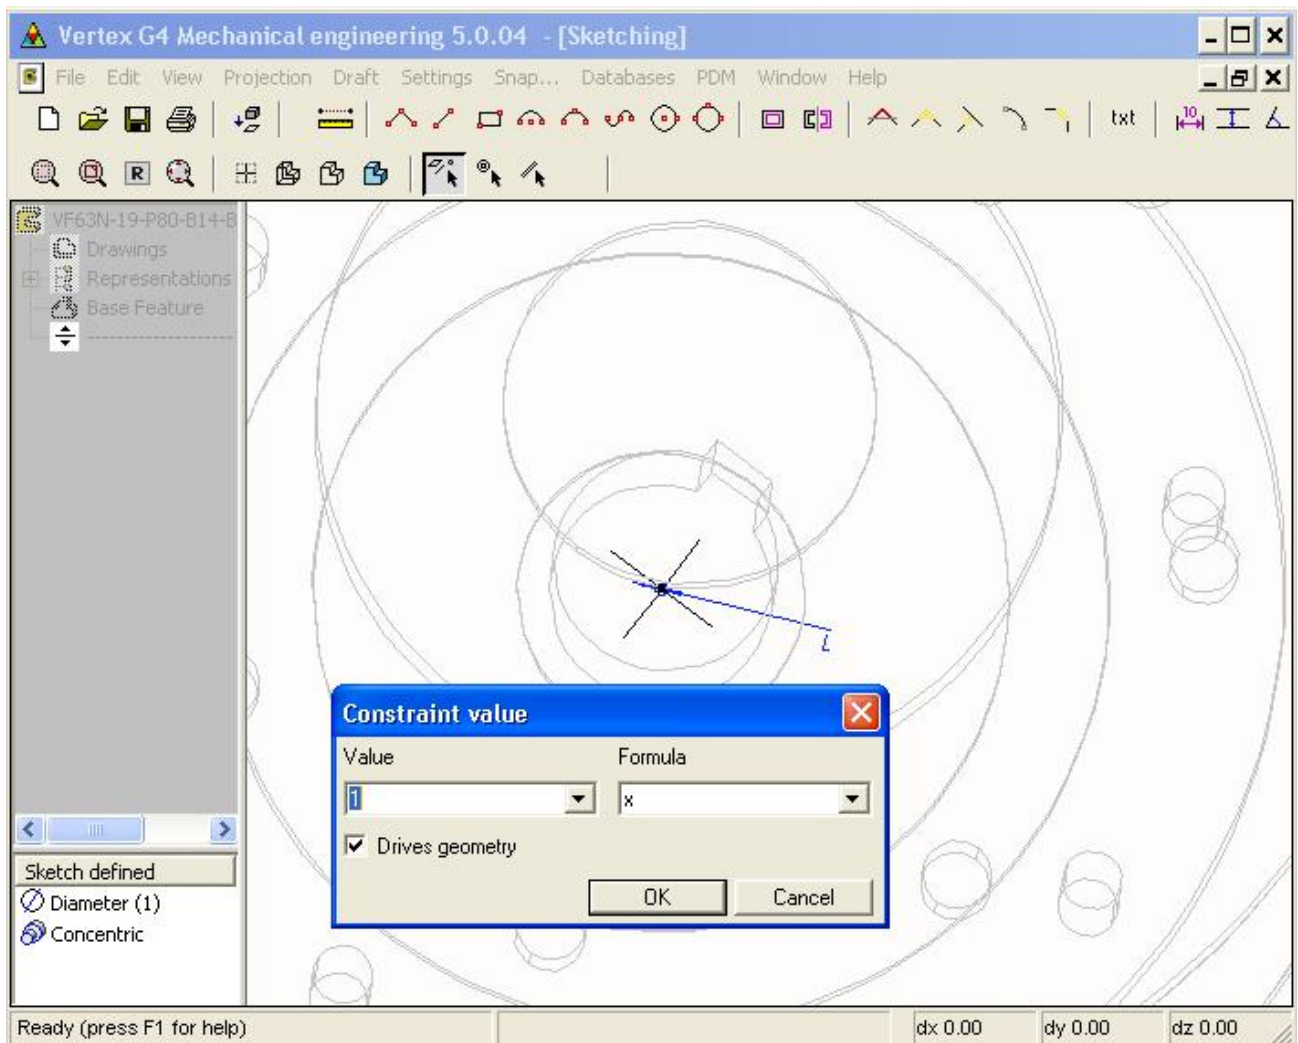 Vertex G4 Mechanical engineering 5.0.04 - [Sketching]
File Edit View Projection Draft Settings Snap... Databases PDM Window Help
txt 10
R
VF63N-19-P80-B14-B
Drawings
Representations
Base Feature
L
Constraint value
Value Formula
1 x
Drives geometry
OK Cancel
Sketch defined
Diameter (1)
Concentric
Ready (press F1 for help) dx 0.00 dy 0.00 dz 0.00